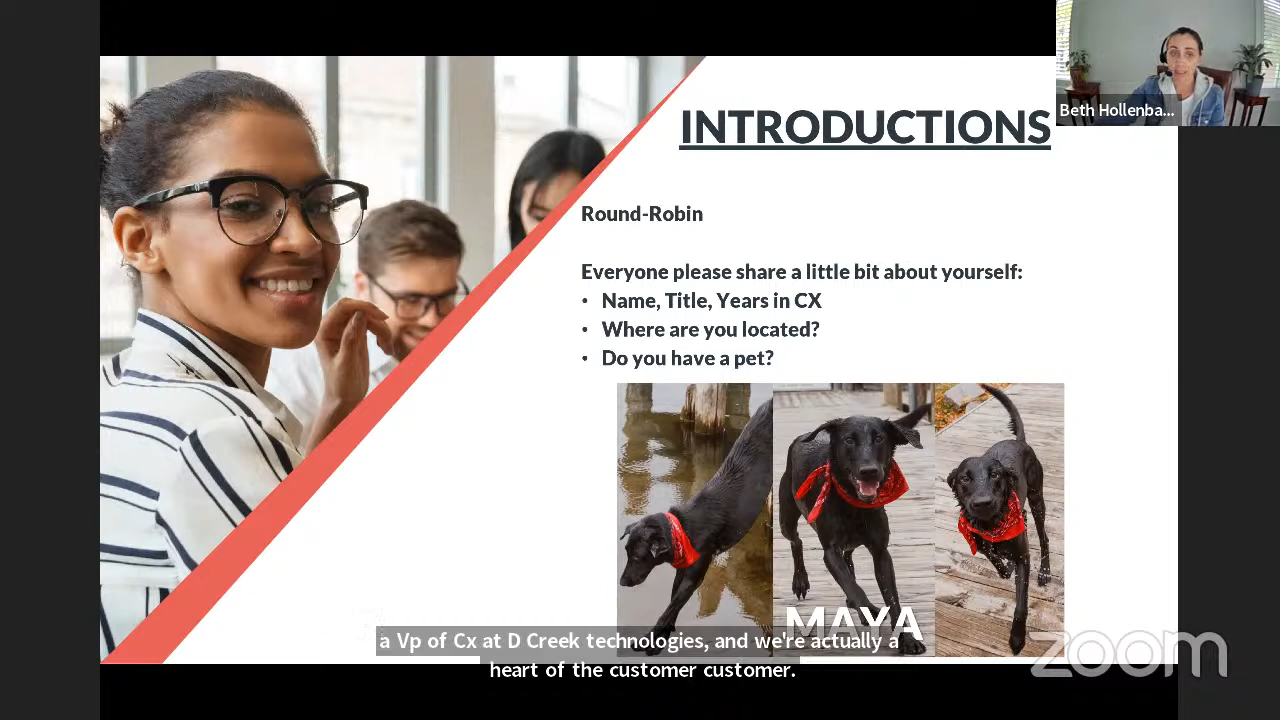 INTRODUCTIONS
Beth Hollenba...
Round-Robin
Everyone please share a little bit about yourself:
• Name, Title, Years in CX
• Where are you located?
• Do you have a pet?
MAYA
a Vp of Cx at D Creek technologies, and we're actually a
heart of the customer customer.
zoom